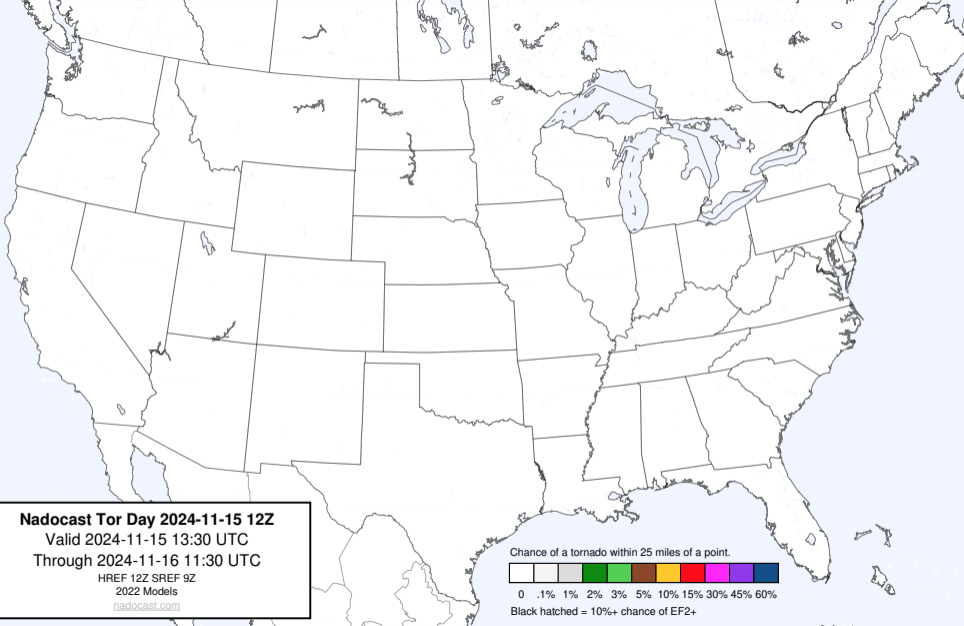 Nadocast Tor Day 2024-11-15 12Z
Valid 2024-11-15 13:30 UTC
Through 2024-11-16 11:30 UTC
HREF 12Z SREF 9Z
2022 Models
nadocast.com
Chance of a tornado within 25 miles of a point.
0 .1% 1% 2% 3% 5% 10% 15% 30% 45% 60%
Black hatched = 10%+ chance of EF2+